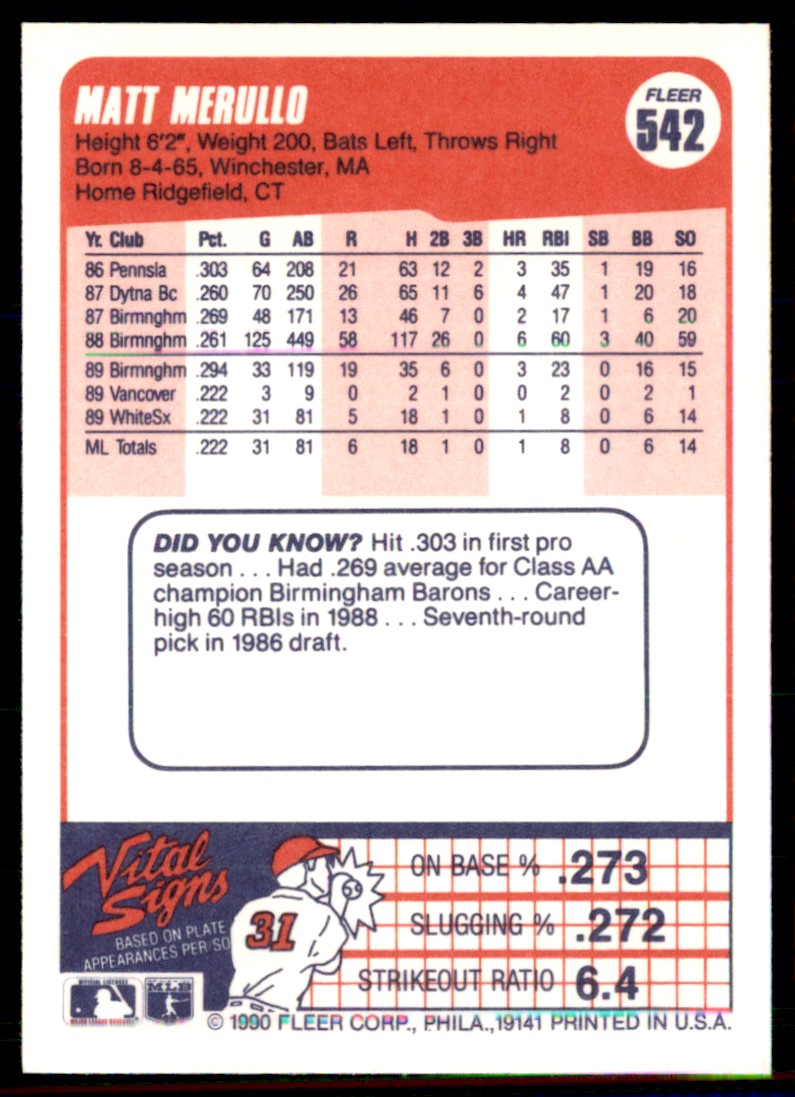 MATT MERULLO
FLEER
542
Height 6'2", Weight 200, Bats Left, Throws Right
Born 8-4-65, Winchester, MA
Home Ridgefield, CT
Yr. Club Pct. G AB R H 2B 3B HR RBI SB BB SO
86 Pennsla .303 64 208 21 63 12 2 3 35 1 19 16
87 Dytna Bc .260 70 250 26 65 11 6 4 47 1 20 18
87 Birmnghm .269 48 171 13 46 7 0 2 17 1 6 20
88 Birmnghm .261 125 449 58 117 26 0 6 60 3 40 59
89 Birmnghm .294 33 119 19 35 6 0 3 23 0 16 15
89 Vancover .222 3 9 0 2 1 0 0 2 0 2 1
89 WhiteSx .222 31 81 5 18 1 0 1 8 0 6 14
ML Totals .222 31 81 6 18 1 0 1 8 0 6 14
DID YOU KNOW? Hit .303 in first pro
season . . . Had .269 average for Class AA
champion Birmingham Barons . . . Career-
high 60 RBIs in 1988 . . . Seventh-round
pick in 1986 draft.
Vital
Signs
BASED ON PLATE
APPEARANCES PER SO
31
ON BASE % .273
SLUGGING % .272
STRIKEOUT RATIO 6.4
© 1990 FLEER CORP., PHILA.,19141 PRINTED IN U.S.A.